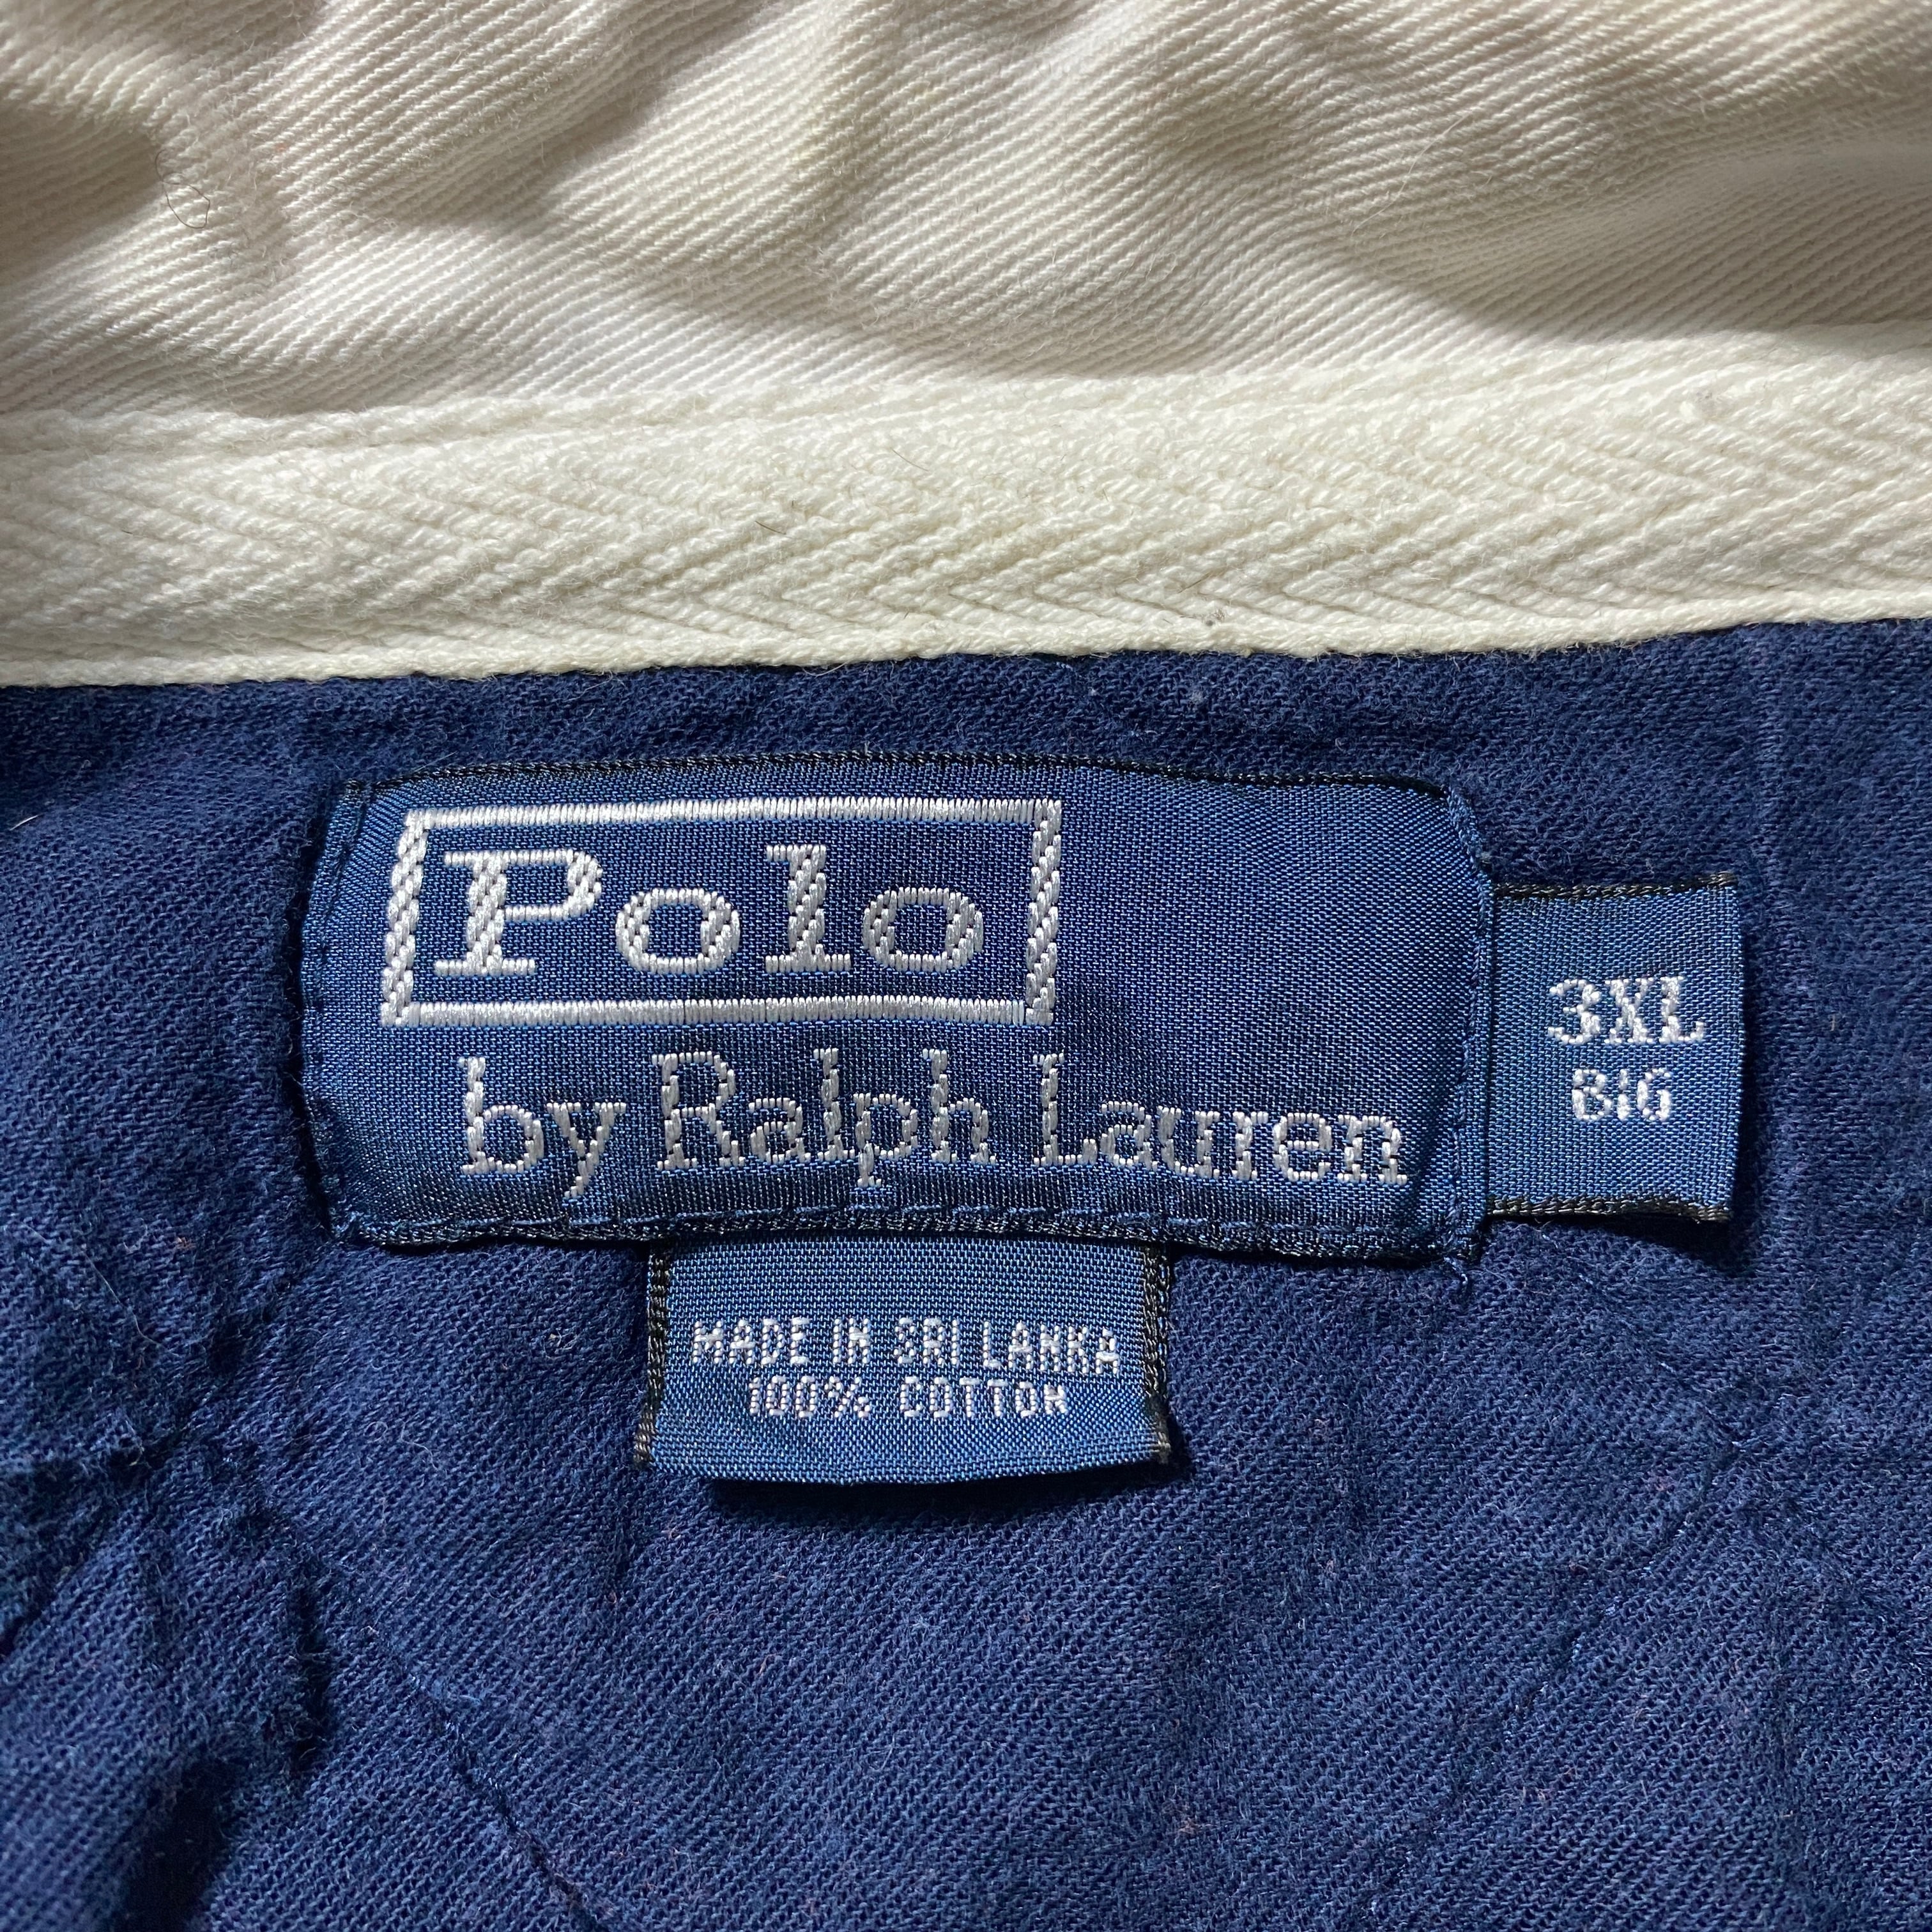 Polo
by Ralph Lauren
3XL
BIG
MADE IN SRI LANKA
100% COTTON